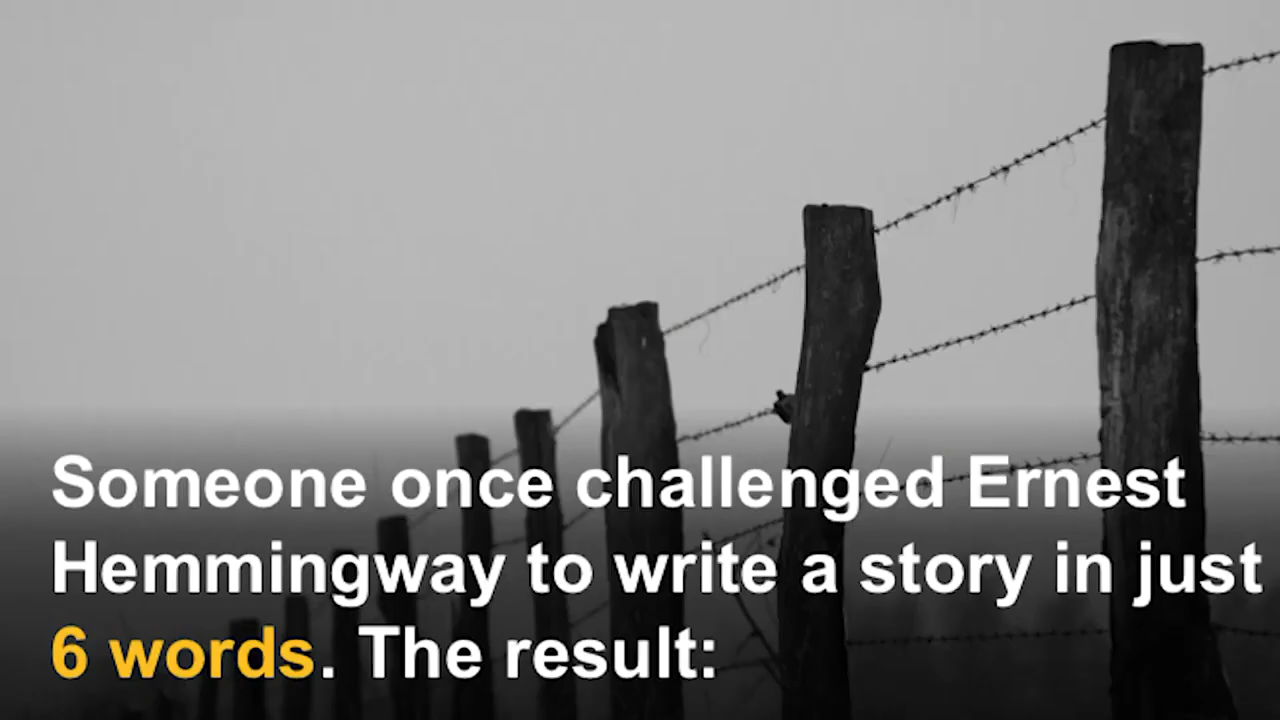 Someone once challenged Ernest
Hemmingway to write a story in just
6 words. The result: